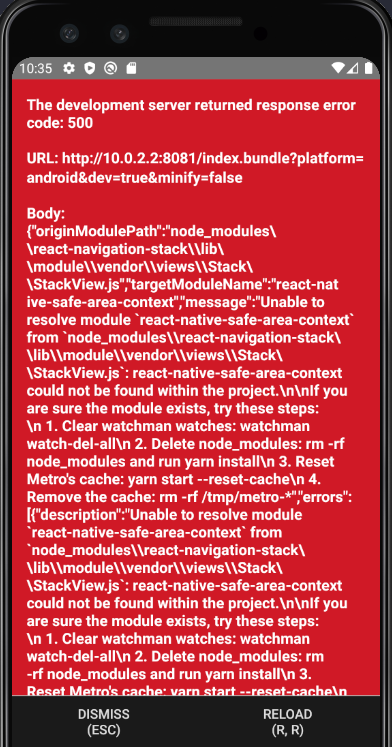 10:35
The development server returned response error
code: 500
URL: http://10.0.2.2:8081/index.bundle?platform=
android&dev=true&minify=false
Body:
{"originModulePath":"node_modules\
\react-navigation-stack\\lib\
\module\\vendor\\views\\Stack\
\StackView.js","targetModuleName":"react-nat
ive-safe-area-context","message":"Unable to
resolve module `react-native-safe-area-context`
from `node_modules\\react-navigation-stack\
\lib\\module\\vendor\\views\\Stack\
\StackView.js`: react-native-safe-area-context
could not be found within the project.\n\nIf you
are sure the module exists, try these steps:
\n 1. Clear watchman watches: watchman
watch-del-all\n 2. Delete node_modules: rm -rf
node_modules and run yarn install\n 3. Reset
Metro's cache: yarn start --reset-cache\n 4.
Remove the cache: rm -rf /tmp/metro-*","errors":
[{"description":"Unable to resolve module
`react-native-safe-area-context` from
`node_modules\\react-navigation-stack\
\lib\\module\\vendor\\views\\Stack\
\StackView.js`: react-native-safe-area-context
could not be found within the project.\n\nIf you
are sure the module exists, try these steps:
\n 1. Clear watchman watches: watchman
watch-del-all\n 2. Delete node_modules: rm
-rf node_modules and run yarn install\n 3.
Reset Metro's cache: yarn start --reset-cache\n
DISMISS
(ESC)
RELOAD
(R, R)